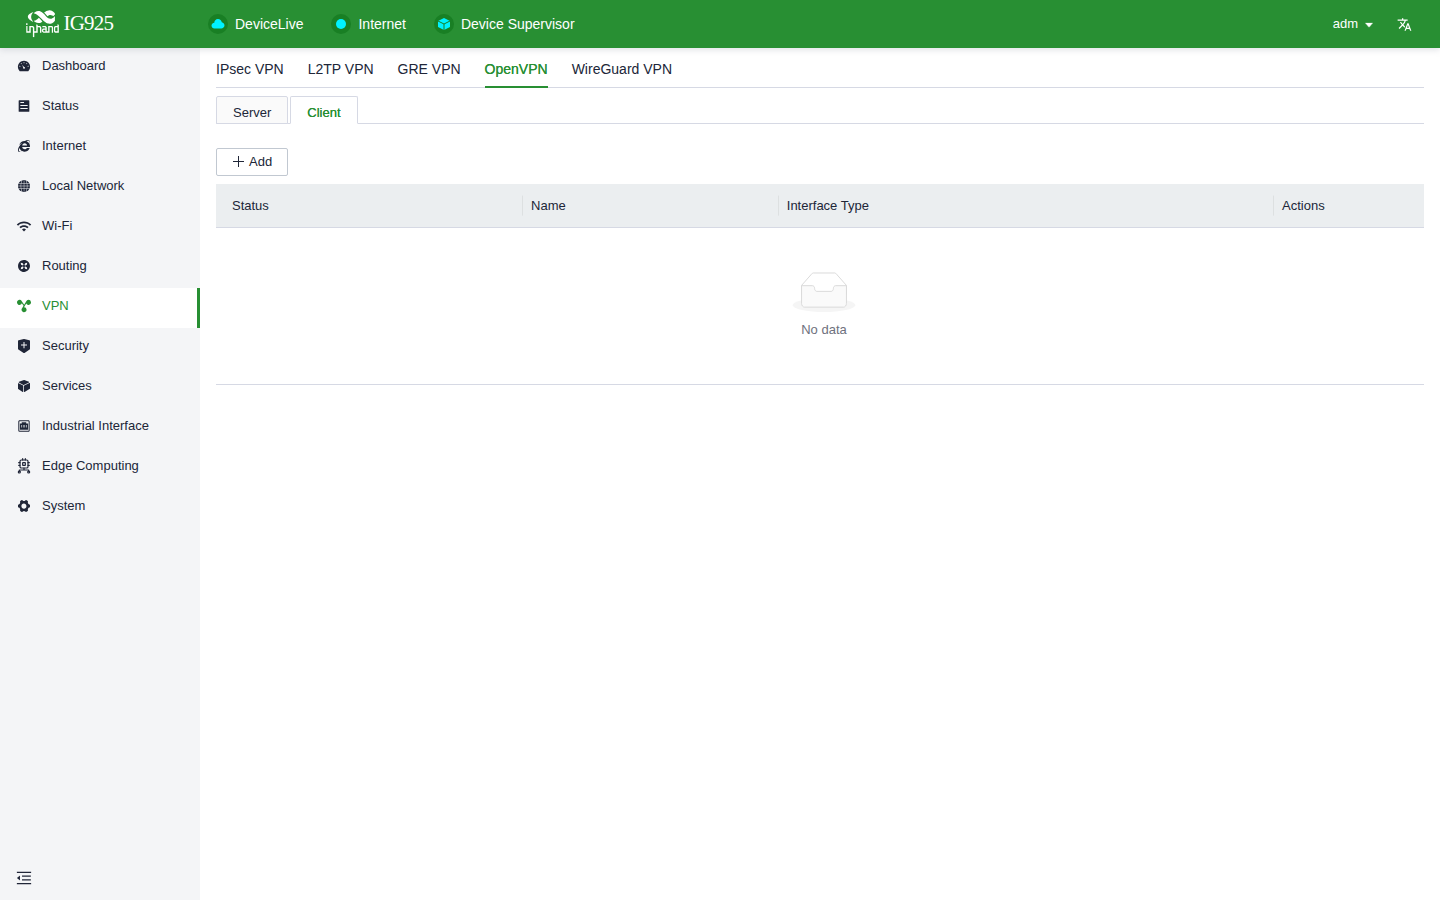 inhand IG925
DeviceLive
Internet
Device Supervisor
adm
Dashboard
Status
Internet
Local Network
Wi-Fi
Routing
VPN
Security
Services
Industrial Interface
Edge Computing
System
IPsec VPN
L2TP VPN
GRE VPN
OpenVPN
WireGuard VPN
Server
Client
Add
Status
Name
Interface Type
Actions
No data